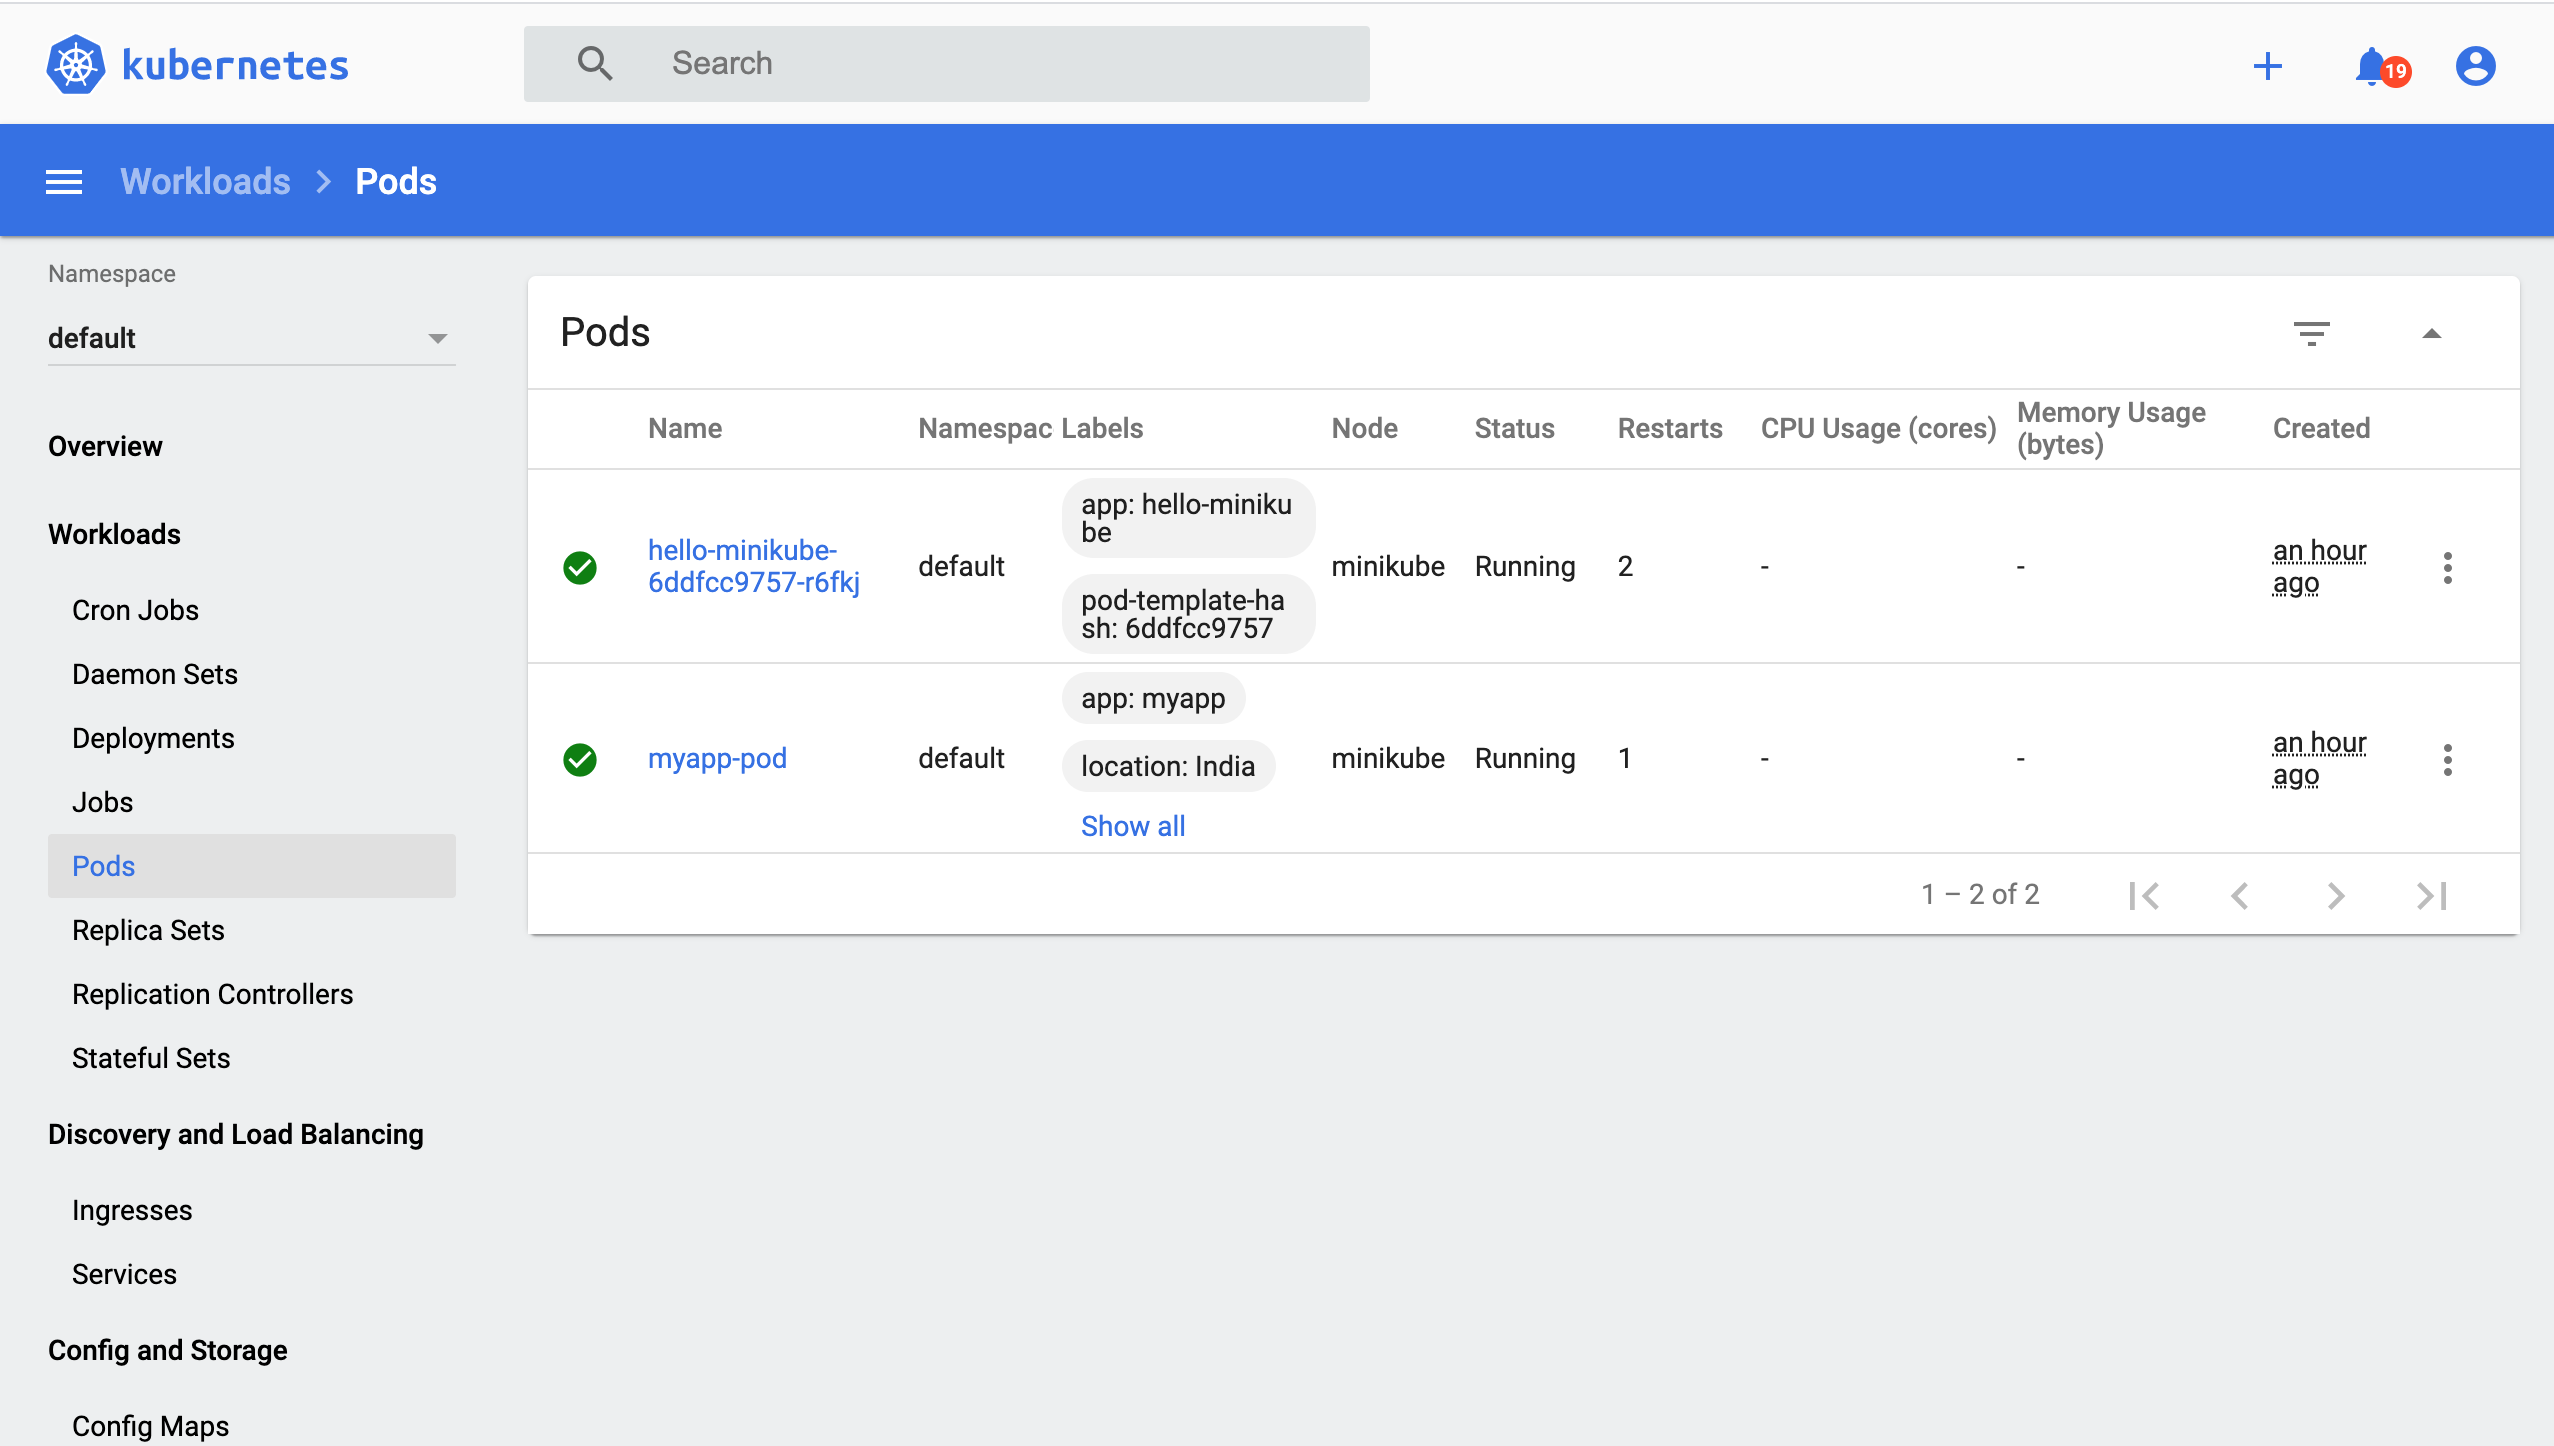 kubernetes
Search
19
Workloads
Pods
Namespace
default
Overview
Workloads
Cron Jobs
Daemon Sets
Deployments
Jobs
Pods
Replica Sets
Replication Controllers
Stateful Sets
Discovery and Load Balancing
Ingresses
Services
Config and Storage
Config Maps
Pods
Name Namespac Labels Node Status Restarts CPU Usage (cores) Memory Usage
(bytes) Created
hello-minikube-
6ddfcc9757-r6fkj
default
app: hello-miniku
be
pod-template-ha
sh: 6ddfcc9757
minikube Running 2 - -
an hour
ago
myapp-pod
default
app: myapp
location: India
Show all
minikube Running 1 - -
an hour
ago
1 – 2 of 2